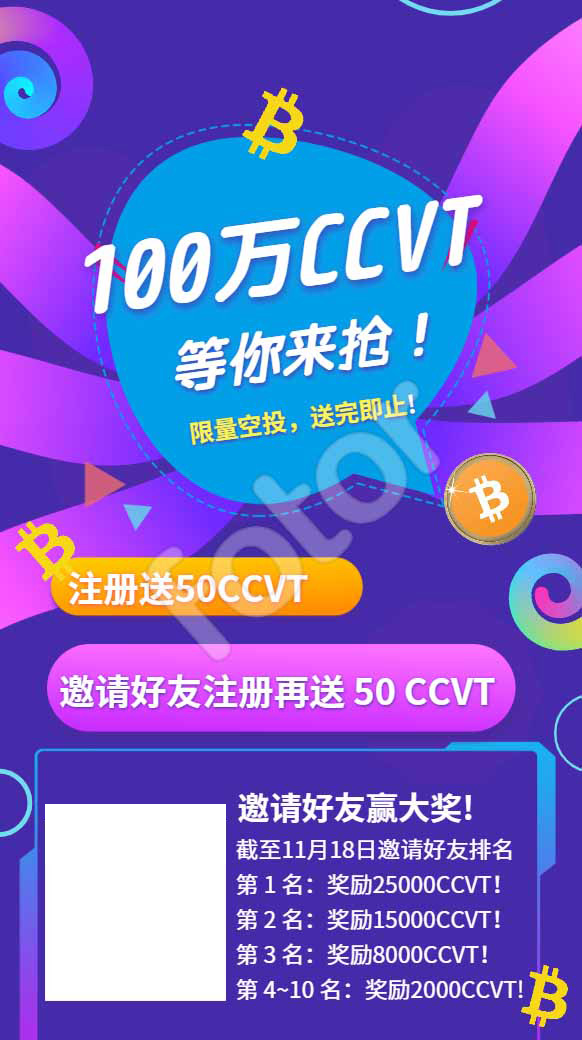 100万CCVT
等你来抢！
限量空投，送完即止!
注册送50CCVT
邀请好友注册再送 50 CCVT
邀请好友赢大奖!
截至11月18日邀请好友排名
第 1 名：奖励25000CCVT!
第 2 名：奖励15000CCVT!
第 3 名：奖励8000CCVT!
第 4~10 名：奖励2000CCVT!
fotor